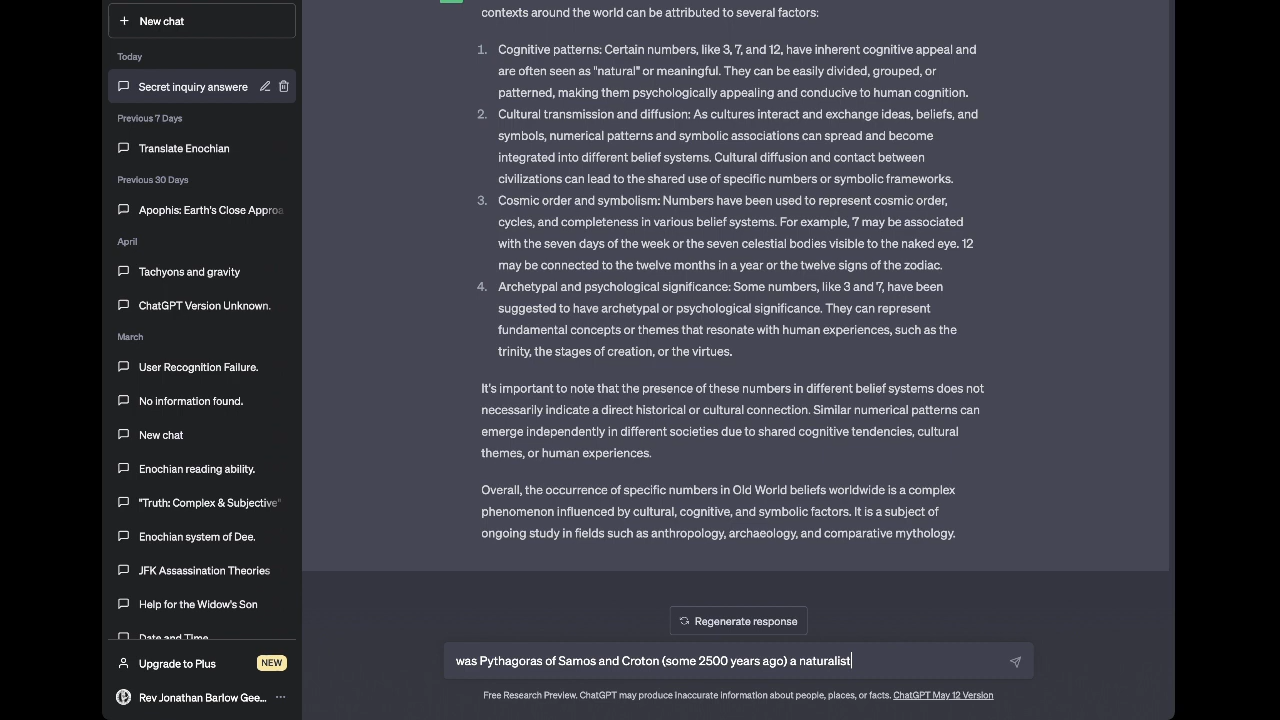 New chat
Today
Secret inquiry answere
Previous 7 Days
Translate Enochian
Previous 30 Days
Apophis: Earth's Close Approa
April
Tachyons and gravity
ChatGPT Version Unknown.
March
User Recognition Failure.
No information found.
New chat
Enochian reading ability.
"Truth: Complex & Subjective"
Enochian system of Dee.
JFK Assassination Theories
Help for the Widow's Son
Date and Time
Upgrade to Plus
NEW
Rev Jonathan Barlow Gee...
contexts around the world can be attributed to several factors:
1. Cognitive patterns: Certain numbers, like 3, 7, and 12, have inherent cognitive appeal and
are often seen as "natural" or meaningful. They can be easily divided, grouped, or
patterned, making them psychologically appealing and conducive to human cognition.
2. Cultural transmission and diffusion: As cultures interact and exchange ideas, beliefs, and
symbols, numerical patterns and symbolic associations can spread and become
integrated into different belief systems. Cultural diffusion and contact between
civilizations can lead to the shared use of specific numbers or symbolic frameworks.
3. Cosmic order and symbolism: Numbers have been used to represent cosmic order,
cycles, and completeness in various belief systems. For example, 7 may be associated
with the seven days of the week or the seven celestial bodies visible to the naked eye. 12
may be connected to the twelve months in a year or the twelve signs of the zodiac.
4. Archetypal and psychological significance: Some numbers, like 3 and 7, have been
suggested to have archetypal or psychological significance. They can represent
fundamental concepts or themes that resonate with human experiences, such as the
trinity, the stages of creation, or the virtues.
It's important to note that the presence of these numbers in different belief systems does not
necessarily indicate a direct historical or cultural connection. Similar numerical patterns can
emerge independently in different societies due to shared cognitive tendencies, cultural
themes, or human experiences.
Overall, the occurrence of specific numbers in Old World beliefs worldwide is a complex
phenomenon influenced by cultural, cognitive, and symbolic factors. It is a subject of
ongoing study in fields such as anthropology, archaeology, and comparative mythology.
Regenerate response
was Pythagoras of Samos and Croton (some 2500 years ago) a naturalist
Free Research Preview. ChatGPT may produce inaccurate information about people, places, or facts. ChatGPT May 12 Version